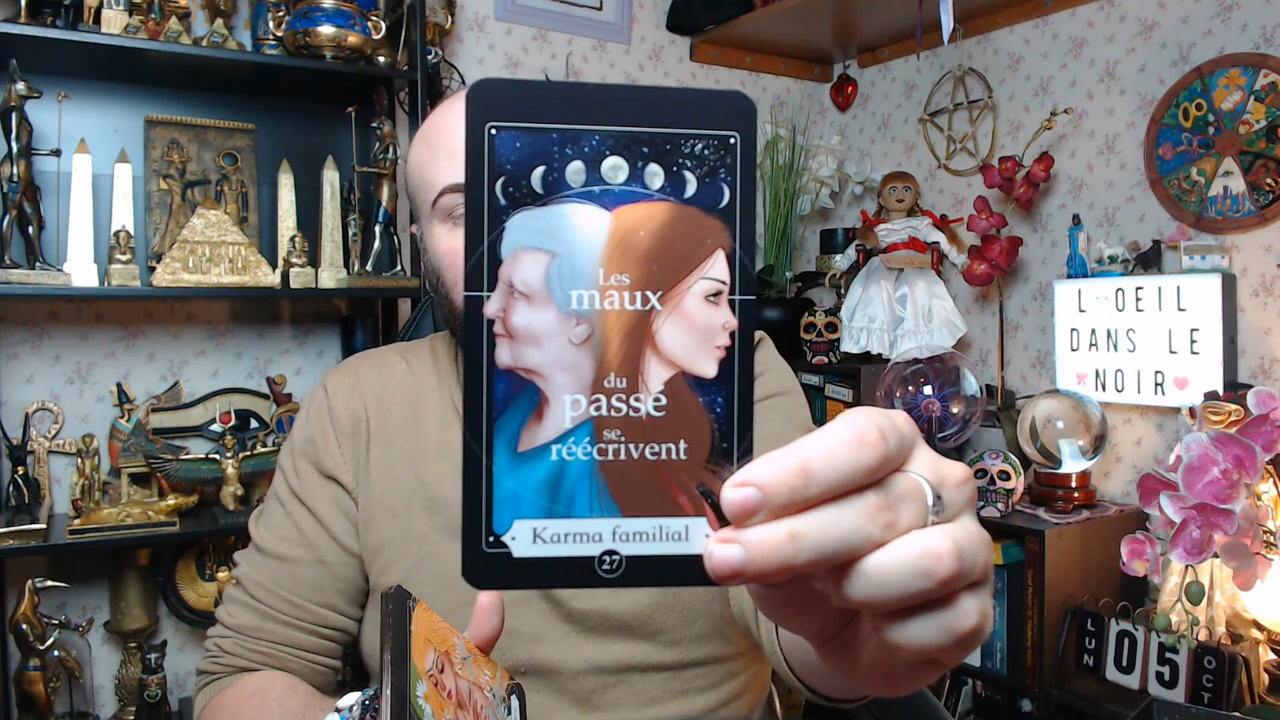 Les
maux
du
passé
se
réécrivent
Karma familial
27
L'OEIL
DANS LE
NOIR
LUN
05
OCT